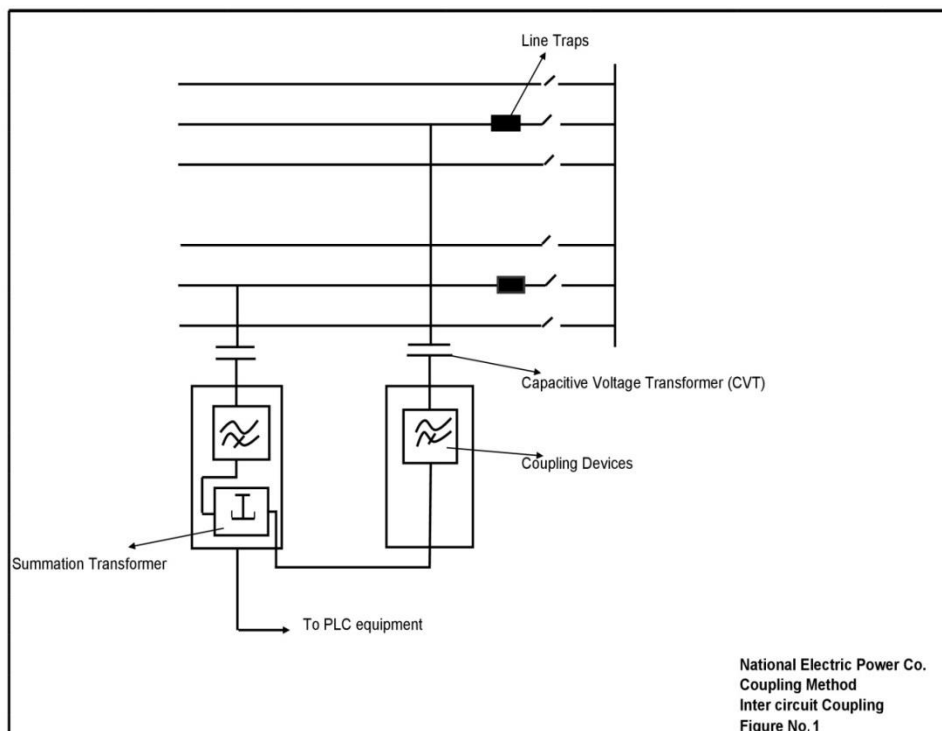 Line Traps
Capacitive Voltage Transformer (CVT)
Coupling Devices
Summation Transformer
To PLC equipment
National Electric Power Co.
Coupling Method
Inter circuit Coupling
Figure No.1